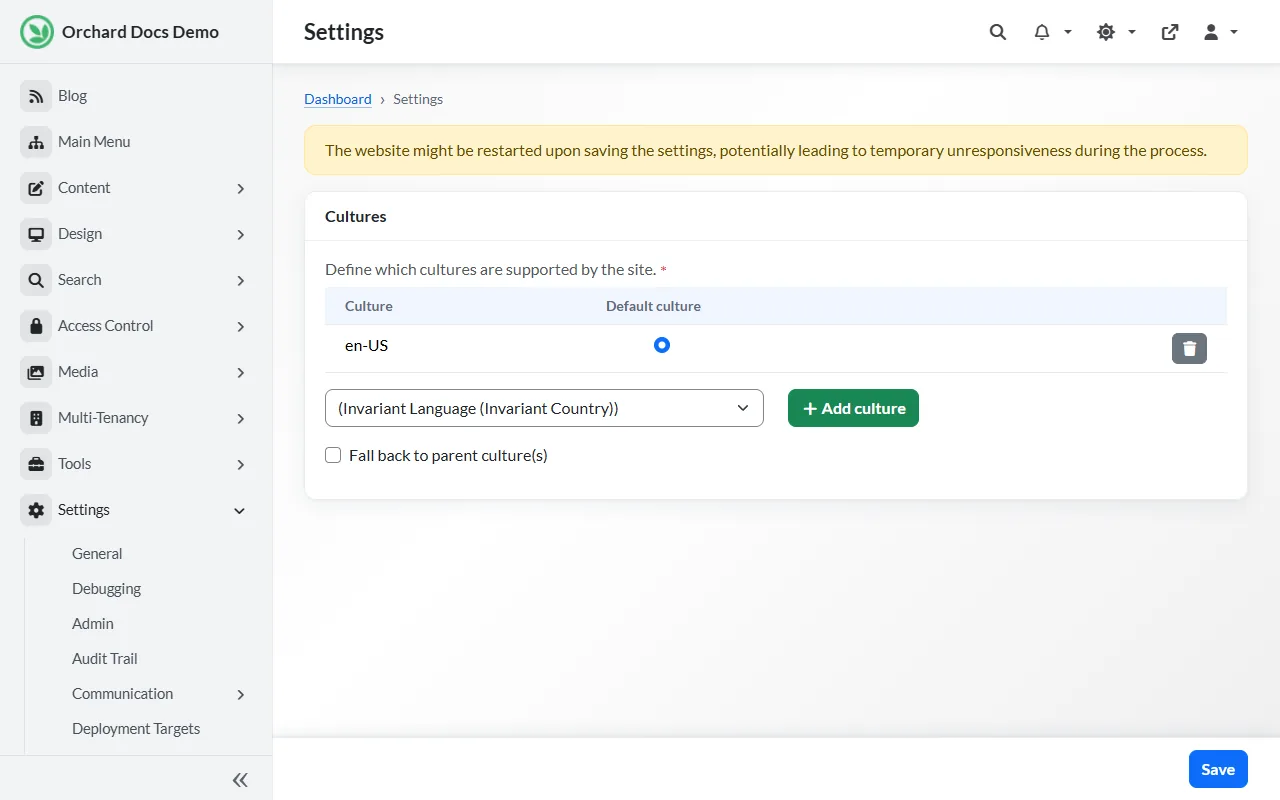 Orchard Docs Demo
Settings
Blog
Main Menu
Content
Design
Search
Access Control
Media
Multi-Tenancy
Tools
Settings
General
Debugging
Admin
Audit Trail
Communication
Deployment Targets
Dashboard › Settings
The website might be restarted upon saving the settings, potentially leading to temporary unresponsiveness during the process.
Cultures
Define which cultures are supported by the site. *
Culture Default culture
en-US
(Invariant Language (Invariant Country))
Add culture
Fall back to parent culture(s)
Save